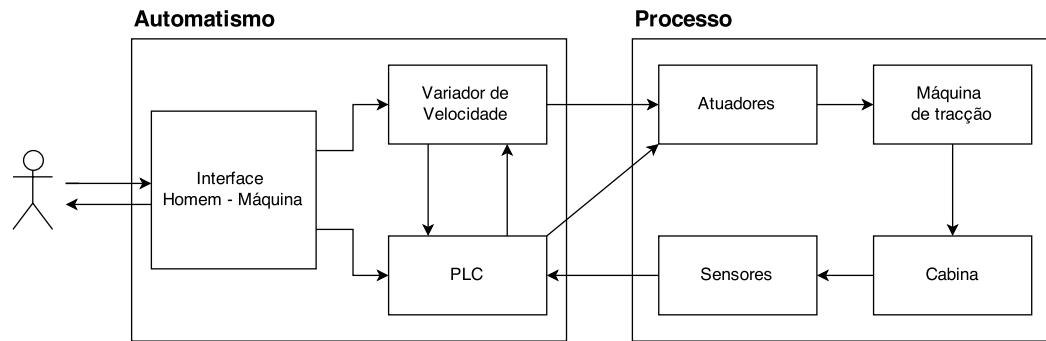 Automatismo
Processo
Variador de
Velocidade
Atuadores
Máquina
de tracção
Interface
Homem - Máquina
PLC
Sensores
Cabina